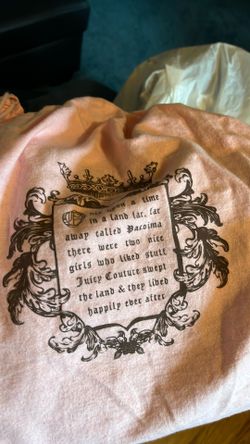 upon a time
in a land far, far
away called Pacoima
there were two nice
girls who liked stuff
Juicy Couture swept
the land & they lived
happily ever after